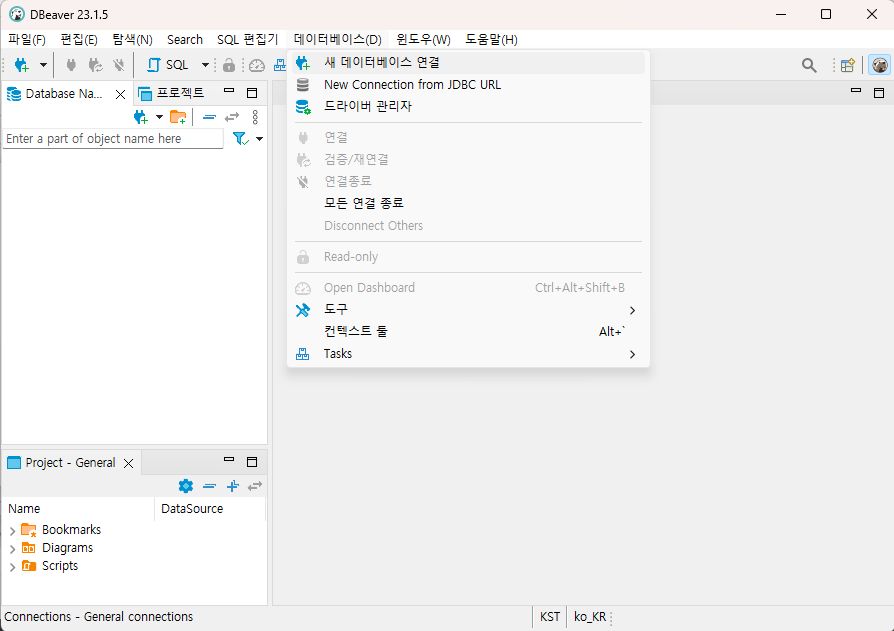 DBeaver 23.1.5
파일(F) 편집(E) 탐색(N) Search SQL 편집기 데이터베이스(D) 윈도우(W) 도움말(H)
SQL
Database Na... 프로젝트
Enter a part of object name here
새 데이터베이스 연결
New Connection from JDBC URL
드라이버 관리자
연결
검증/재연결
연결종료
모든 연결 종료
Disconnect Others
Read-only
Open Dashboard Ctrl+Alt+Shift+B
도구
컨텍스트 툴 Alt+`
Tasks
Project - General
Name DataSource
Bookmarks
Diagrams
Scripts
Connections - General connections KST ko_KR